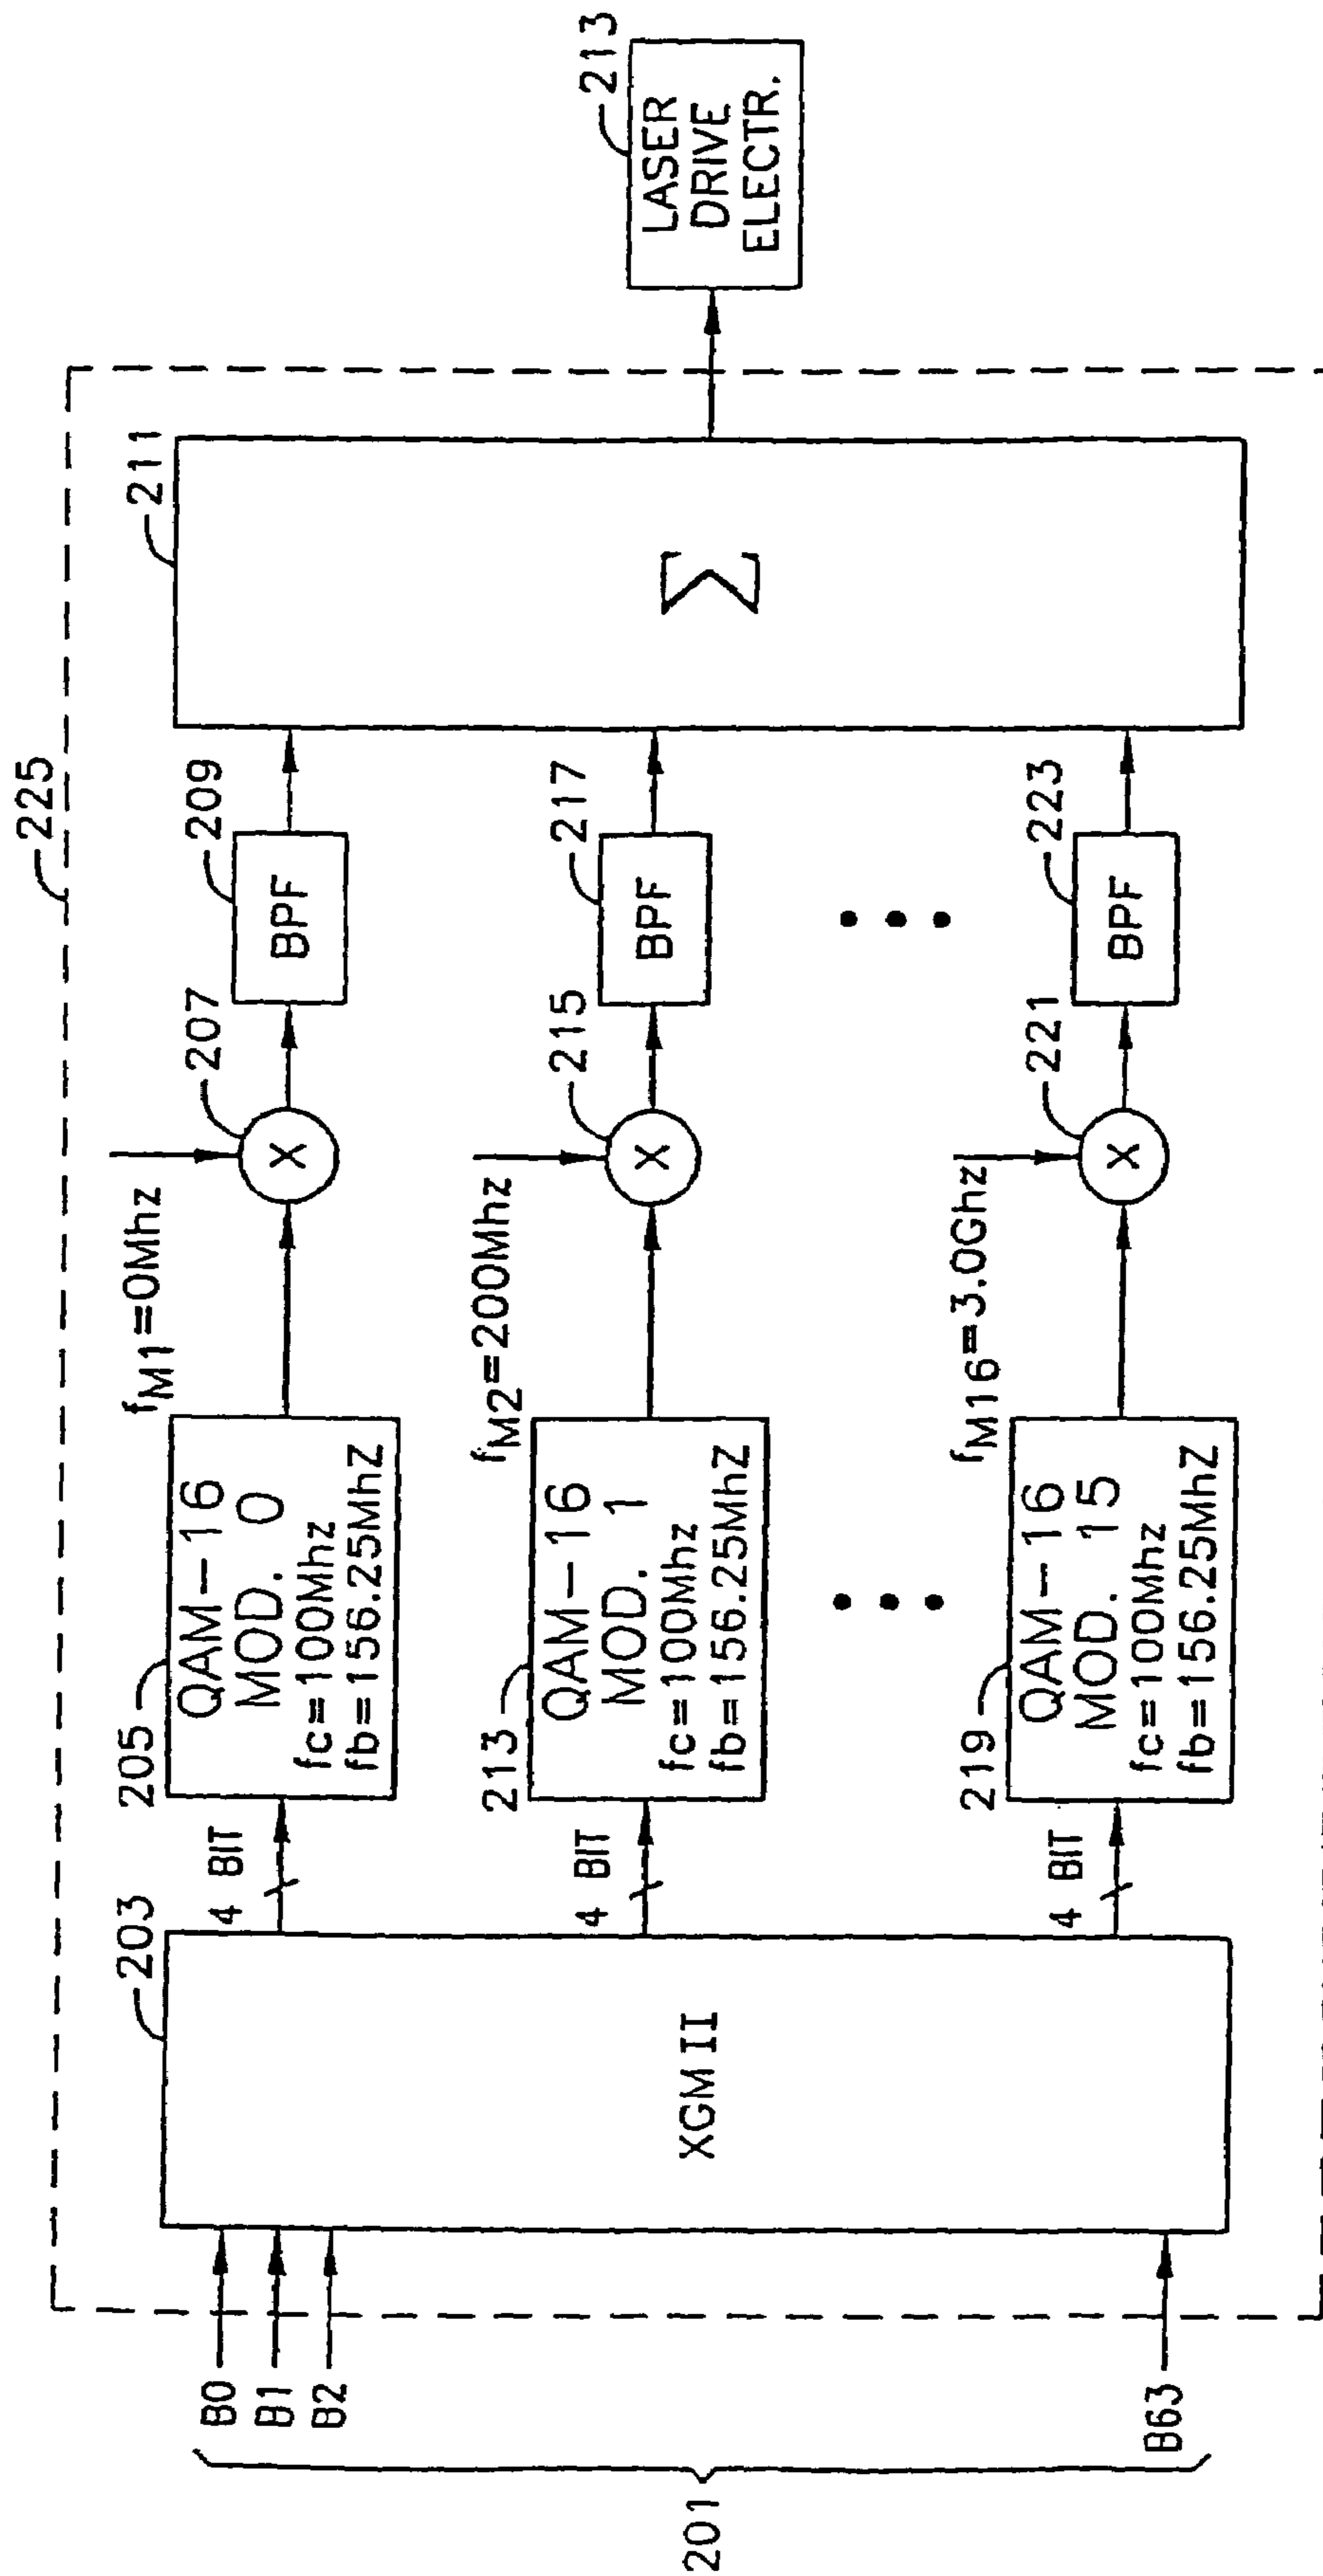 225
201
B0
B1
B2
B63
203
XGMII
4 BIT
4 BIT
4 BIT
205
QAM-16
MOD. 0
fc=100Mhz
fb=156.25MhZ
213
QAM-16
MOD. 1
fc=100Mhz
fb=156.25MhZ
219
QAM-16
MOD. 15
fc=100Mhz
fb=156.25MhZ
fM1=0Mhz
X
207
fM2=200Mhz
X
215
fM16=3.0Ghz
X
221
BPF
209
BPF
217
BPF
223
211
Σ
213
LASER
DRIVE
ELECTR.